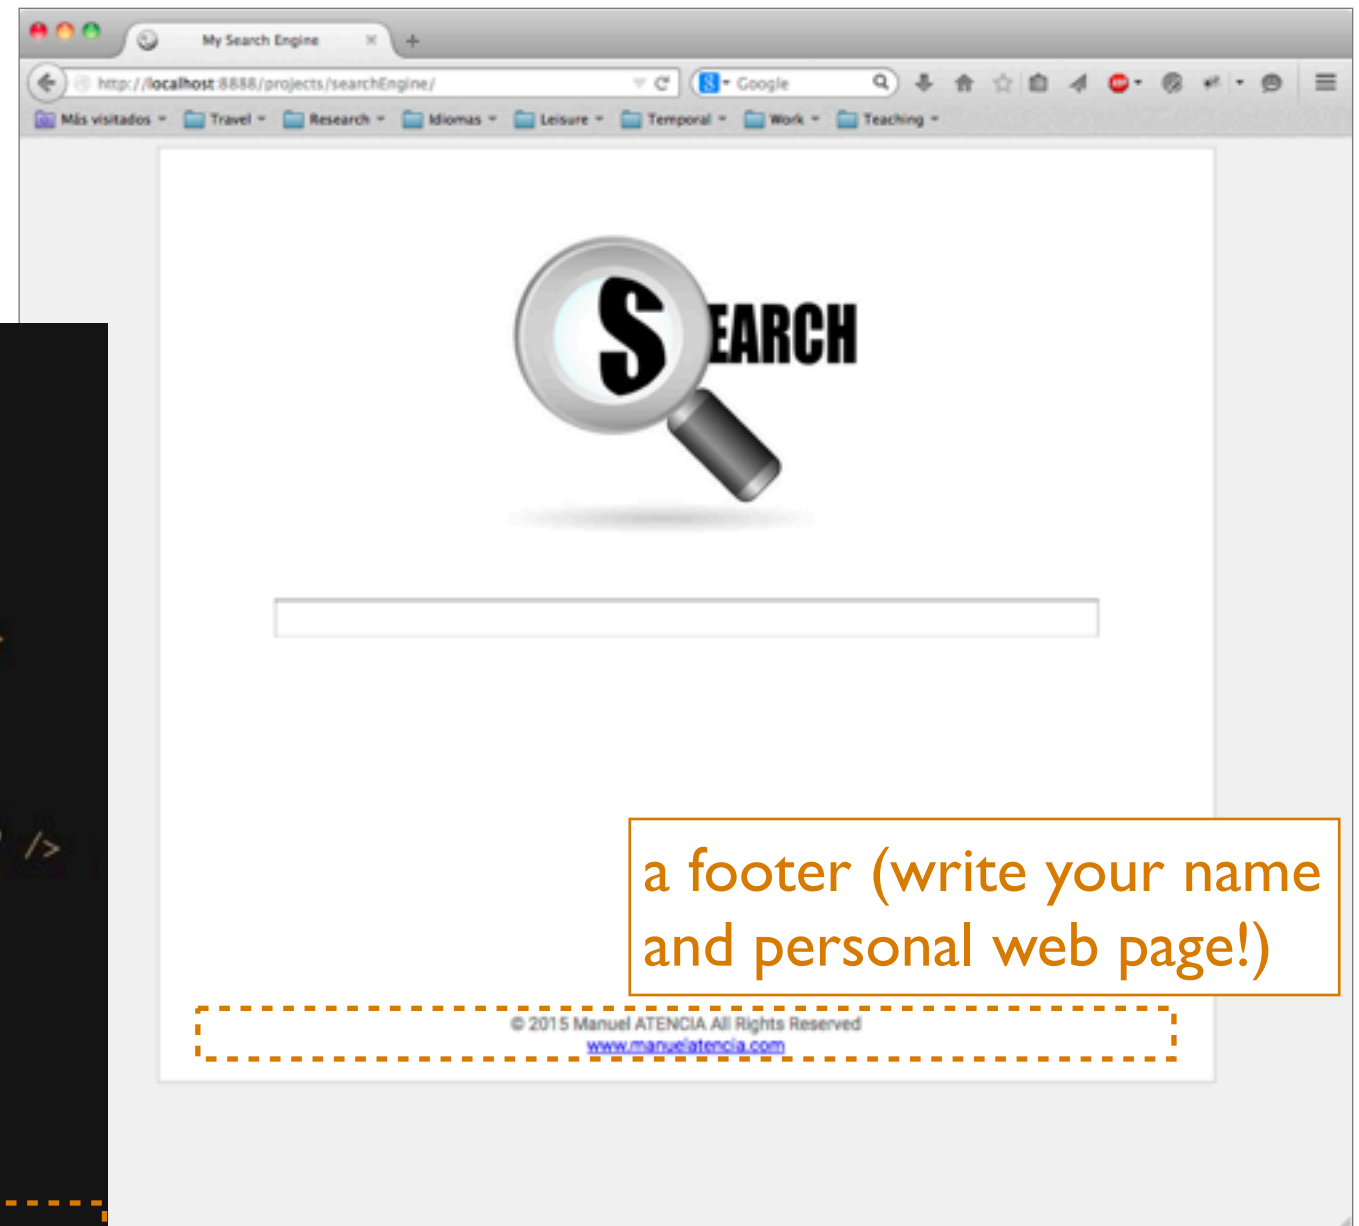 My Search Engine
http://localhost:8888/projects/searchEngine/
Google
Más visitados Travel Research Idiomas Leisure Temporal Work Teaching
SEARCH
/>
a footer (write your name
and personal web page!)
© 2015 Manuel ATENCIA All Rights Reserved
www.manuelatencia.com